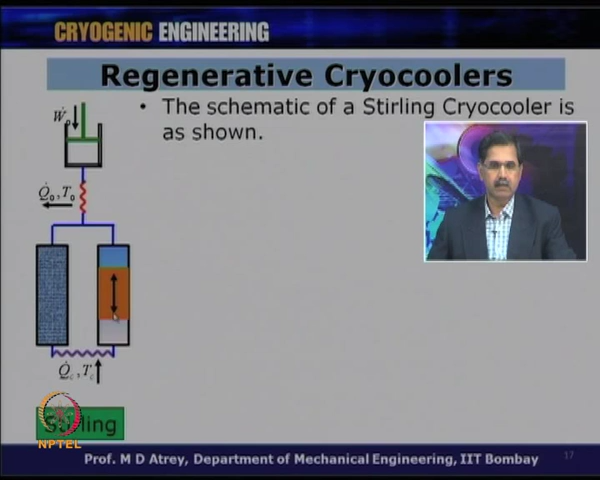 CRYOGENIC ENGINEERING
Regenerative Cryocoolers
• The schematic of a Stirling Cryocooler is
as shown.
Q̇₀, T₀
Q̇c, Tc
Stirling
NPTEL
Prof. M D Atrey, Department of Mechanical Engineering, IIT Bombay
17